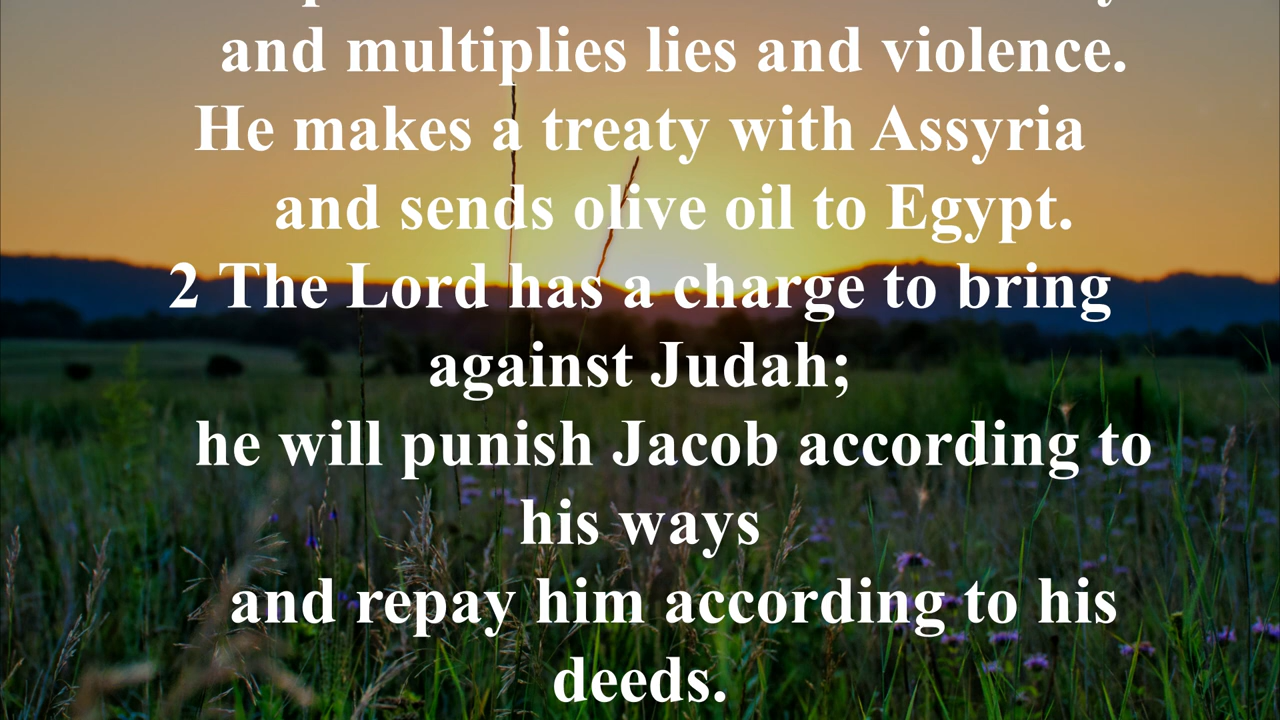 and multiplies lies and violence.
He makes a treaty with Assyria
and sends olive oil to Egypt.
2 The Lord has a charge to bring
against Judah;
he will punish Jacob according to
his ways
and repay him according to his
deeds.